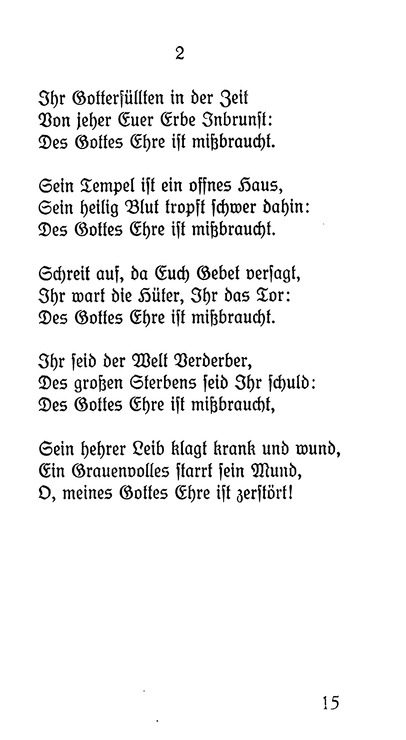 2
Ihr Gotterfüllten in der Zeit
Von jeher Euer Erbe Inbrunst:
Des Gottes Ehre ist mißbraucht.
Sein Tempel ist ein offnes Haus,
Sein heilig Blut tropft schwer dahin:
Des Gottes Ehre ist mißbraucht.
Schreit auf, da Euch Gebet versagt,
Ihr wart die Hüter, Ihr das Tor:
Des Gottes Ehre ist mißbraucht.
Ihr seid der Welt Verderber,
Des großen Sterbens seid Ihr schuld:
Des Gottes Ehre ist mißbraucht,
Sein hehrer Leib klagt krank und wund,
Ein Grauenvolles starrt sein Mund,
O, meines Gottes Ehre ist zerstört!
15